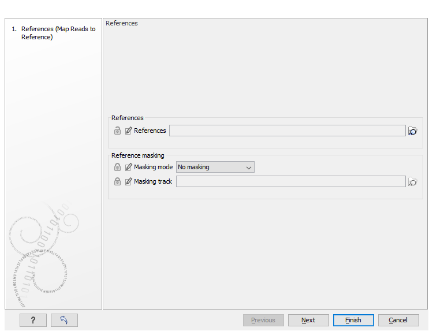 1. References (Map Reads to
Reference)
References
References
References
Reference masking
Masking mode No masking
Masking track
? Previous Next Finish Cancel